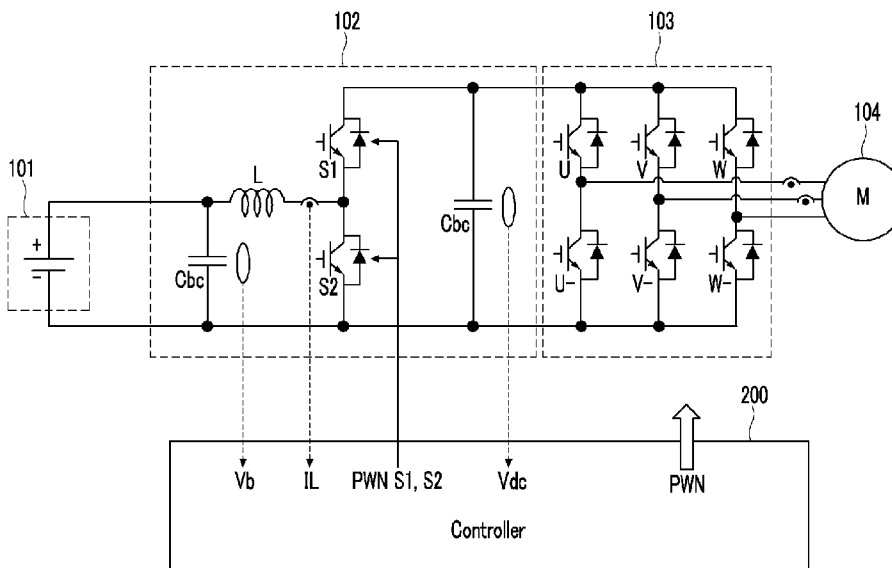 102
103
104
101
L
S1
U
V
W
M
+
-
Cbc
S2
Cbc
U-
V-
W-
200
Vb
IL
PWN S1, S2
Vdc
PWN
Controller